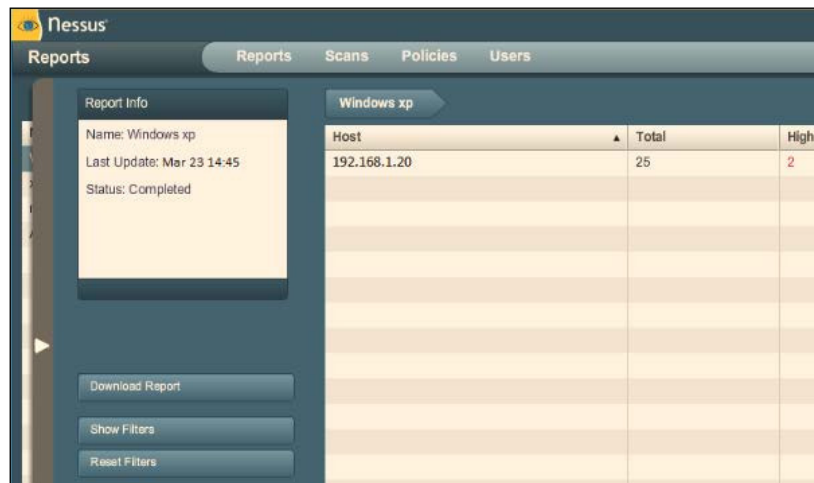 Nessus
Reports
Reports Scans Policies Users
Report Info
Name: Windows xp
Last Update: Mar 23 14:45
Status: Completed
Download Report
Show Filters
Reset Filters
Windows xp
Host Total High
192.168.1.20 25 2